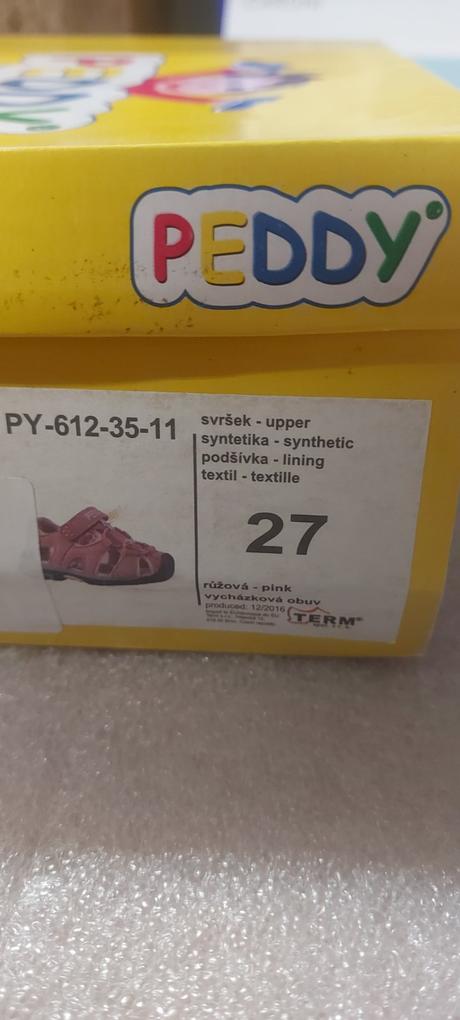 PEDDY
PEDDY
PY-612-35-11
svršek - upper
syntetika - synthetic
podšívka - lining
textil - textille
27
růžová - pink
vycházková obuv
produced: 12/2016
TERM®